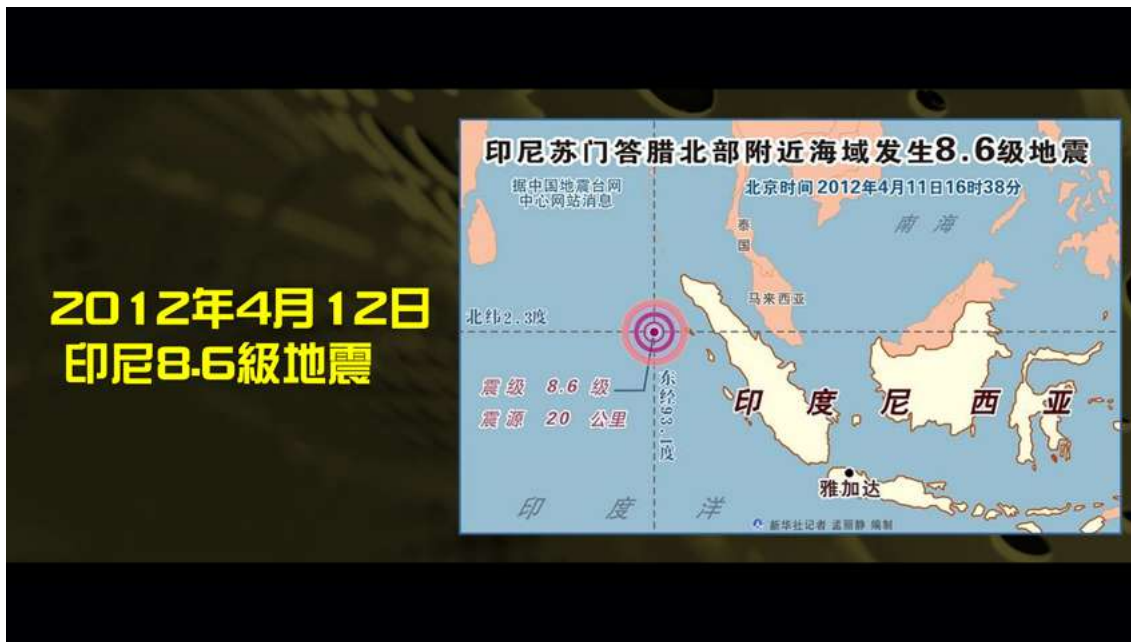 2012年4月12日
印尼8.6級地震
印尼苏门答腊北部附近海域发生8.6级地震
据中国地震台网
中心网站消息
北京时间 2012年4月11日16时38分
南海
泰国
马来西亚
北纬2.3度
震级 8.6 级
震源 20 公里
东经93.1度
印度尼西亚
雅加达
印度洋
新华社记者 孟丽静 编制